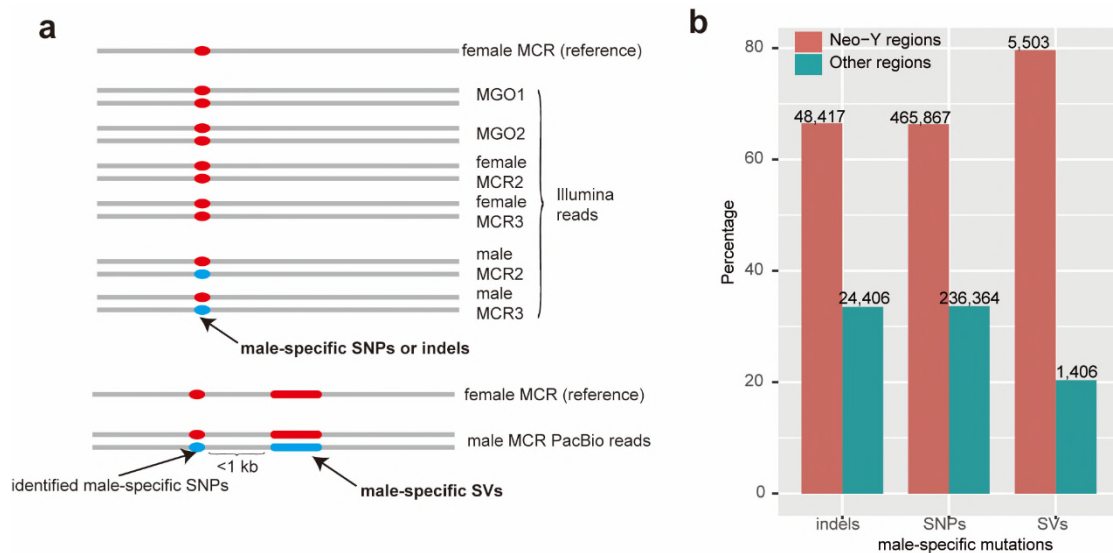 a
female MCR (reference)
MGO1
MGO2
female
MCR2
female
MCR3
male
MCR2
male
MCR3
Illumina
reads
male-specific SNPs or indels
female MCR (reference)
male MCR PacBio reads
<1 kb
identified male-specific SNPs
male-specific SVs
b
Neo-Y regions
Other regions
5,503
48,417
465,867
24,406
236,364
1,406
80
60
40
20
0
Percentage
indels
SNPs
SVs
male-specific mutations